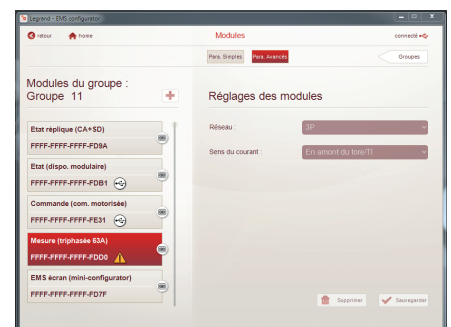 Legrand - EMS configurator
retour
home
Modules
connecté
Para. Simples
Para. Avancés
Groupes
Modules du groupe :
Groupe 11
Réglages des modules
Etat réplique (CA+SD)
FFFF-FFFF-FFFF-FD9A
Etat (dispo. modulaire)
FFFF-FFFF-FFFF-FDB1
Commande (com. motorisée)
FFFF-FFFF-FFFF-FE31
Mesure (triphasée 63A)
FFFF-FFFF-FFFF-FDD0
EMS écran (mini-configurator)
FFFF-FFFF-FFFF-FD7F
Réseau :
3P
Sens du courant :
En amont du tore/TI
Supprimer
Sauvegarder